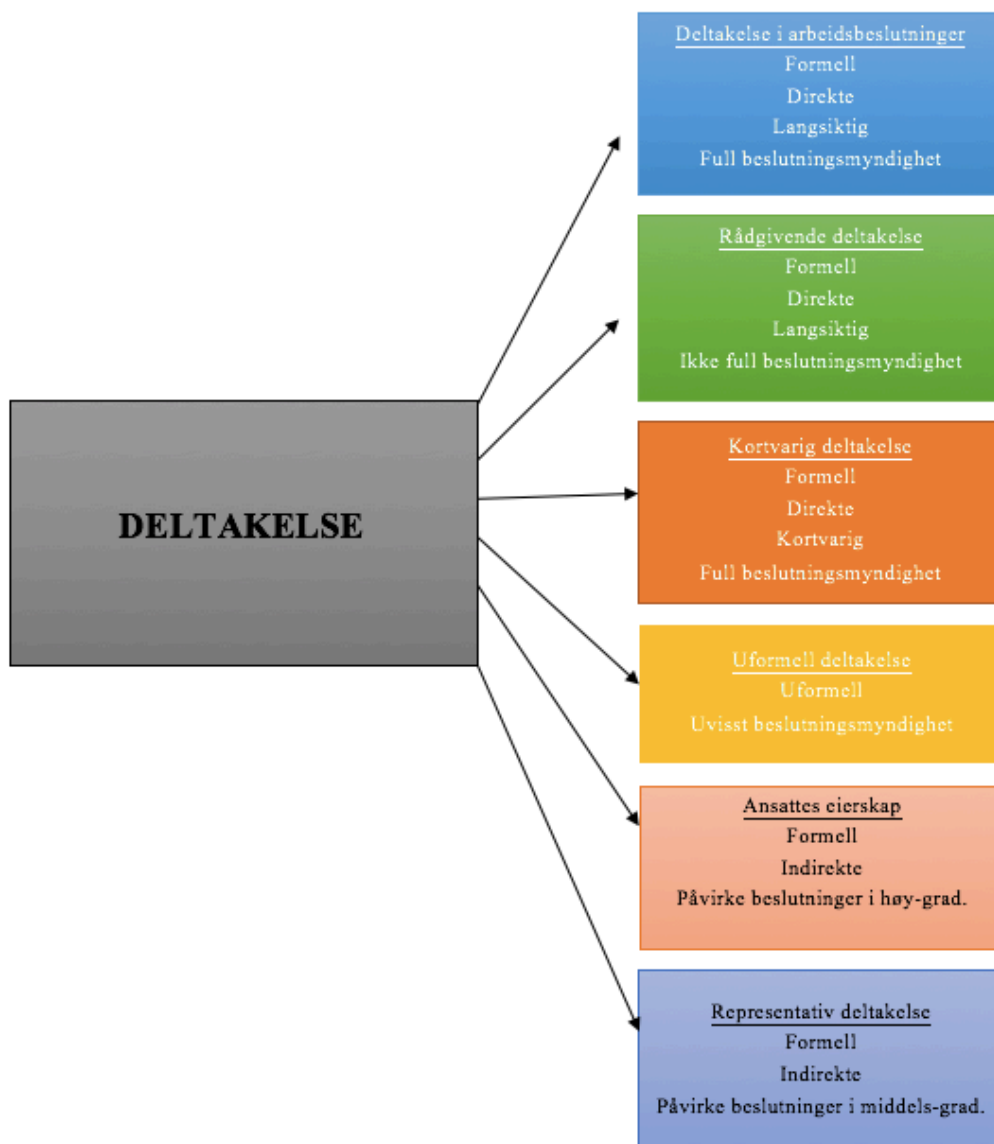 DELTAKELSE
Deltakelse i arbeidsbeslutninger
Formell
Direkte
Langsiktig
Full beslutningsmyndighet
Rådgivende deltakelse
Formell
Direkte
Langsiktig
Ikke full beslutningsmyndighet
Kortvarig deltakelse
Formell
Direkte
Kortvarig
Full beslutningsmyndighet
Uformell deltakelse
Uformell
Uvisst beslutningsmyndighet
Ansattes eierskap
Formell
Indirekte
Påvirke beslutninger i høy-grad.
Representativ deltakelse
Formell
Indirekte
Påvirke beslutninger i middels-grad.